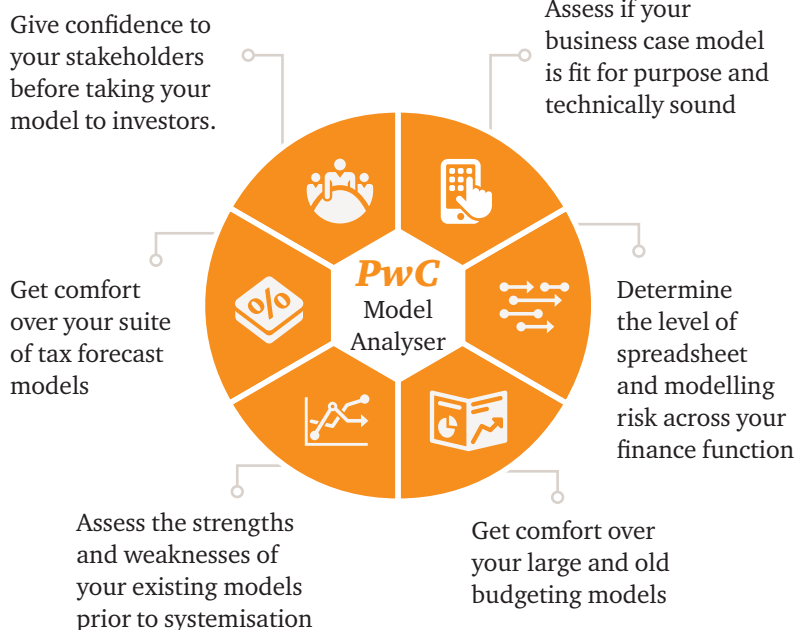 Give confidence to
your stakeholders
before taking your
model to investors.
Assess if your
business case model
is fit for purpose and
technically sound
Get comfort
over your suite
of tax forecast
models
%
PwC
Model
Analyser
Determine
the level of
spreadsheet
and modelling
risk across your
finance function
Assess the strengths
and weaknesses of
your existing models
prior to systemisation
Get comfort over
your large and old
budgeting models